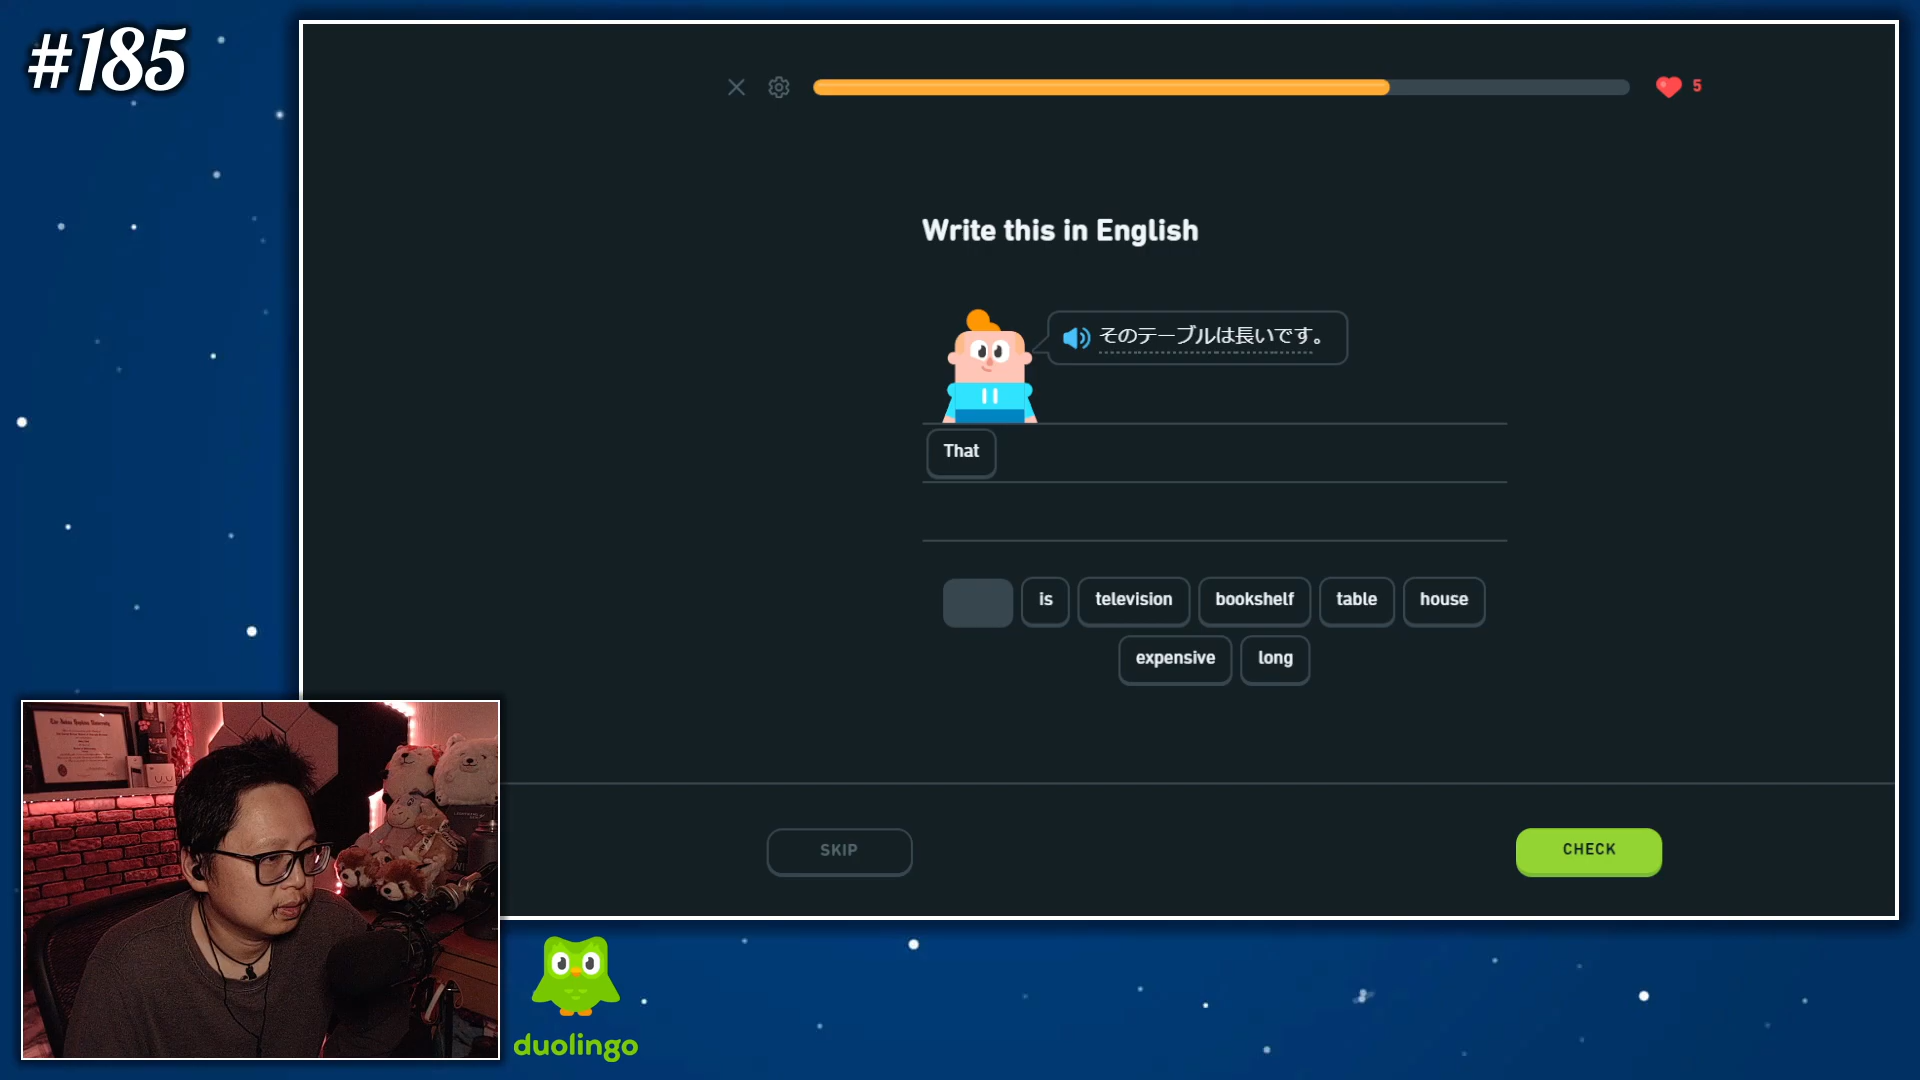 #185
5
Write this in English
そのテーブルは長いです。
That
is television bookshelf table house
expensive long
SKIP
CHECK
duolingo